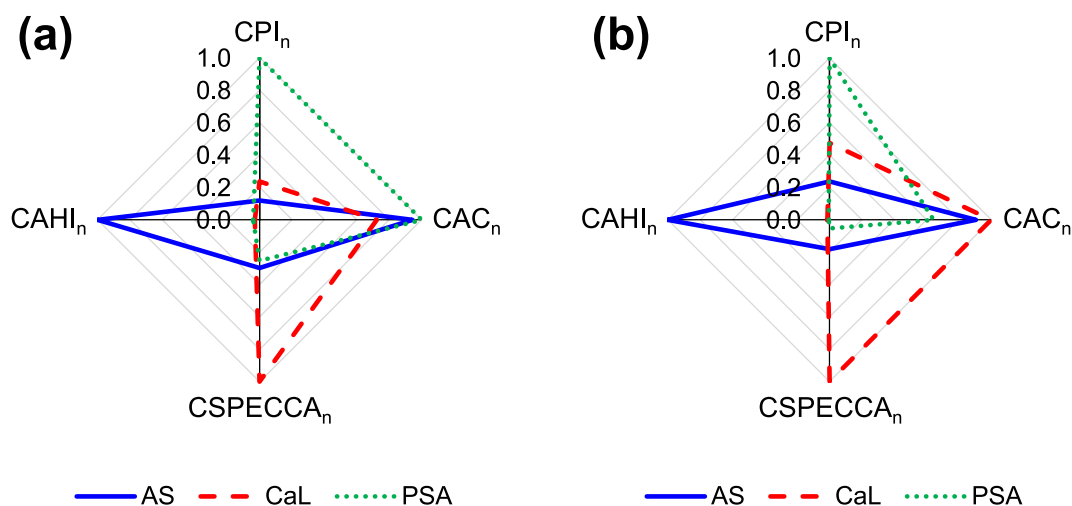 (a)
CPIₙ
1.0
0.8
0.6
0.4
0.2
0.0
CAHIₙ
CACₙ
CSPECCAₙ
AS CaL PSA
(b)
CPIₙ
1.0
0.8
0.6
0.4
0.2
0.0
CAHIₙ
CACₙ
CSPECCAₙ
AS CaL PSA